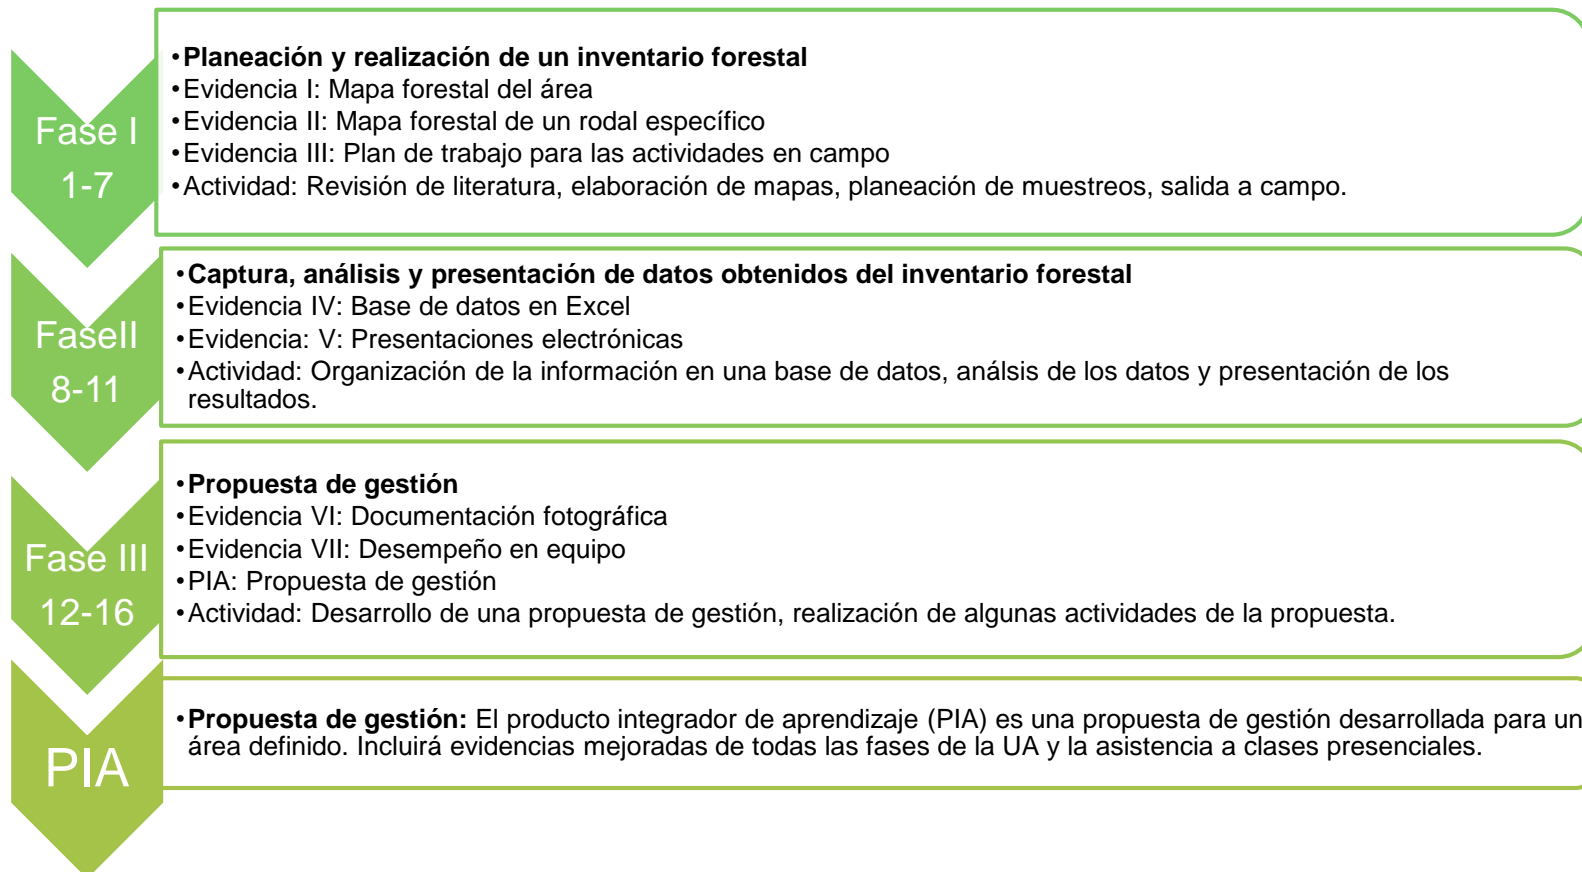 Fase I
1-7
•Planeación y realización de un inventario forestal
•Evidencia I: Mapa forestal del área
•Evidencia II: Mapa forestal de un rodal específico
•Evidencia III: Plan de trabajo para las actividades en campo
•Actividad: Revisión de literatura, elaboración de mapas, planeación de muestreos, salida a campo.
FaseII
8-11
•Captura, análisis y presentación de datos obtenidos del inventario forestal
•Evidencia IV: Base de datos en Excel
•Evidencia: V: Presentaciones electrónicas
•Actividad: Organización de la información en una base de datos, análsis de los datos y presentación de los
resultados.
Fase III
12-16
•Propuesta de gestión
•Evidencia VI: Documentación fotográfica
•Evidencia VII: Desempeño en equipo
•PIA: Propuesta de gestión
•Actividad: Desarrollo de una propuesta de gestión, realización de algunas actividades de la propuesta.
PIA
•Propuesta de gestión: El producto integrador de aprendizaje (PIA) es una propuesta de gestión desarrollada para un
área definido. Incluirá evidencias mejoradas de todas las fases de la UA y la asistencia a clases presenciales.